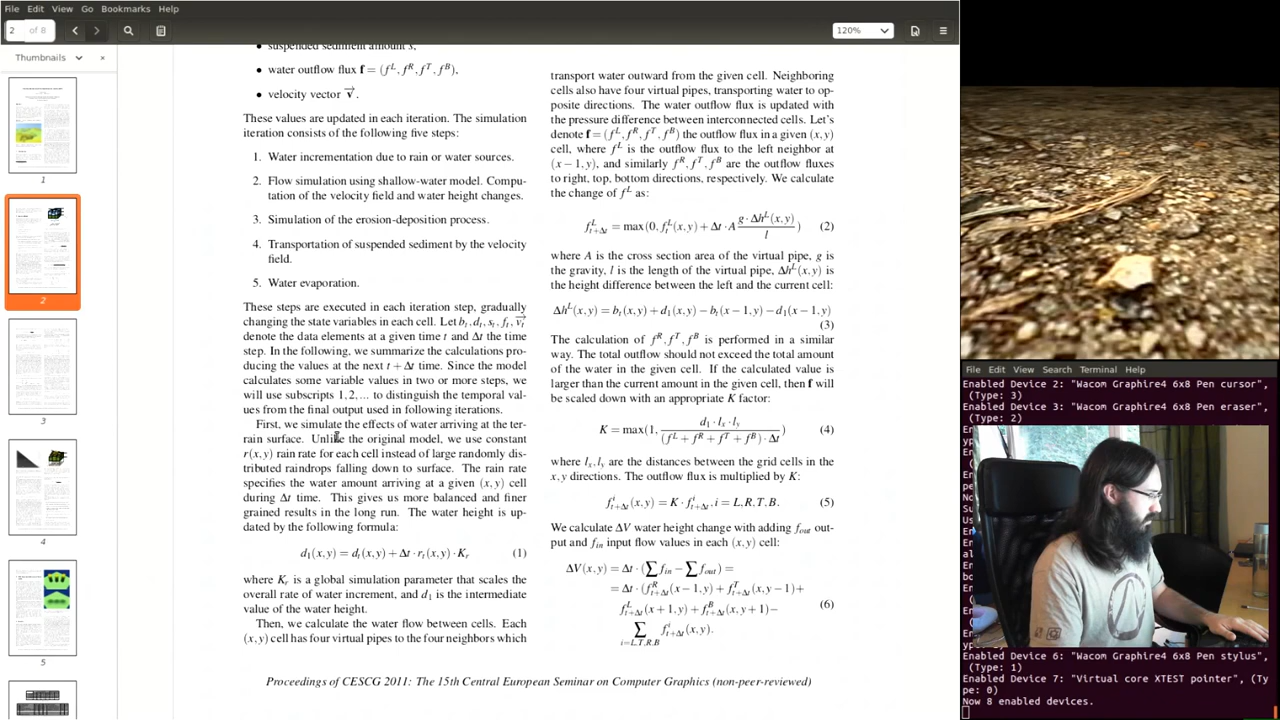 File Edit View Go Bookmarks Help
2 of 8
120%
Thumbnails
1
2
3
4
5
• suspended sediment amount s,
• water outflow flux f = (f^L, f^R, f^T, f^B),
• velocity vector v⃗.
These values are updated in each iteration. The simulation
iteration consists of the following five steps:
1. Water incrementation due to rain or water sources.
2. Flow simulation using shallow-water model. Compu-
tation of the velocity field and water height changes.
3. Simulation of the erosion-deposition process.
4. Transportation of suspended sediment by the velocity
field.
5. Water evaporation.
These steps are executed in each iteration step, gradually
changing the state variables in each cell. Let b_t, d_t, s_t, f_t, v⃗_t
denote the data elements at a given time t and Δt the time
step. In the following, we summarize the calculations pro-
ducing the values at the next t + Δt time. Since the model
calculates some variable values in two or more steps, we
will use subscripts 1,2,... to distinguish the temporal val-
ues from the final output used in following iterations.
First, we simulate the effects of water arriving at the ter-
rain surface. Unlike the original model, we use constant
r(x,y) rain rate for each cell instead of large randomly dis-
tributed raindrops falling down to surface. The rain rate
specifies the water amount arriving at a given (x,y) cell
during Δt time. This gives us more balanced and finer
grained results in the long run. The water height is up-
dated by the following formula:
d_1(x,y) = d_t(x,y) + Δt · r_t(x,y) · K_r (1)
where K_r is a global simulation parameter that scales the
overall rate of water increment, and d_1 is the intermediate
value of the water height.
Then, we calculate the water flow between cells. Each
(x,y) cell has four virtual pipes to the four neighbors which
transport water outward from the given cell. Neighboring
cells also have four virtual pipes, transporting water to op-
posite directions. The water outflow flux is updated with
the pressure difference between interconnected cells. Let's
denote f = (f^L, f^R, f^T, f^B) the outflow flux in a given (x,y)
cell, where f^L is the outflow flux to the left neighbor at
(x−1,y), and similarly f^R, f^T, f^B are the outflow fluxes
to right, top, bottom directions, respectively. We calculate
the change of f^L as:
f^L_{t+Δt} = max(0, f^L_t(x,y) + Δt · A g·Δh^L(x,y) / l) (2)
where A is the cross section area of the virtual pipe, g is
the gravity, l is the length of the virtual pipe, Δh^L(x,y) is
the height difference between the left and the current cell:
Δh^L(x,y) = b_t(x,y) + d_1(x,y) − b_t(x−1,y) − d_1(x−1,y)
(3)
The calculation of f^R, f^T, f^B is performed in a similar
way. The total outflow should not exceed the total amount
of the water in the given cell. If the calculated value is
larger than the current amount in the given cell, then f will
be scaled down with an appropriate K factor:
K = max(1, d_1 · l_x · l_y / (f^L + f^R + f^T + f^B) · Δt) (4)
where l_x, l_y are the distances between the grid cells in the
x,y directions. The outflow flux is multiplied by K:
f^i_{t+Δt}(x,y) = K · f^i_{t+Δt}, i = L,R,T,B. (5)
We calculate ΔV water height change with adding f_out out-
put and f_in input flow values in each (x,y) cell:
ΔV(x,y) = Δt · (∑ f_in − ∑ f_out) =
= Δt · (f^R_{t+Δt}(x−1,y) + f^T_{t+Δt}(x,y−1)+
f^L_{t+Δt}(x+1,y) + f^B_{t+Δt}(x,y+1)− (6)
∑_{i=L,T,R,B} f^i_{t+Δt}(x,y).
Proceedings of CESCG 2011: The 15th Central European Seminar on Computer Graphics (non-peer-reviewed)
File Edit View Search Terminal Help
Enabled Device 2: "Wacom Graphire4 6x8 Pen cursor",
(Type: 3)
Enabled Device 3: "Wacom Graphire4 6x8 Pen eraser",
(Type: 2)
Enabled Device 6: "Wacom Graphire4 6x8 Pen stylus",
(Type: 1)
Enabled Device 7: "Virtual core XTEST pointer", (Ty
pe: 0)
Now 8 enabled devices.